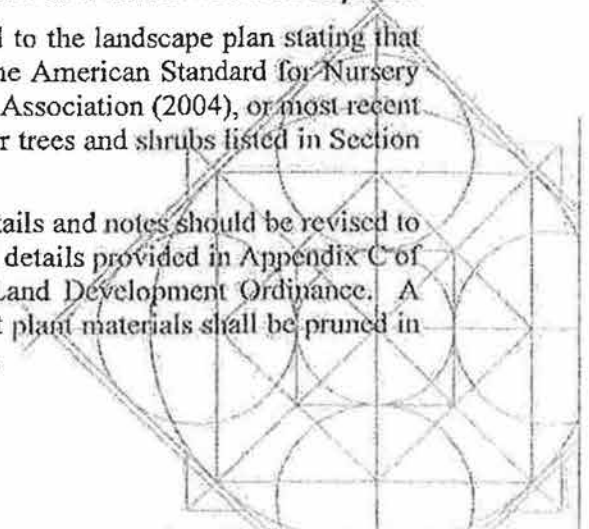 l to the landscape plan stating that
ne American Standard for Nursery
Association (2004), or most recent
r trees and shrubs listed in Section
tails and notes should be revised to
details provided in Appendix C of
Land Development Ordinance. A
t plant materials shall be pruned in